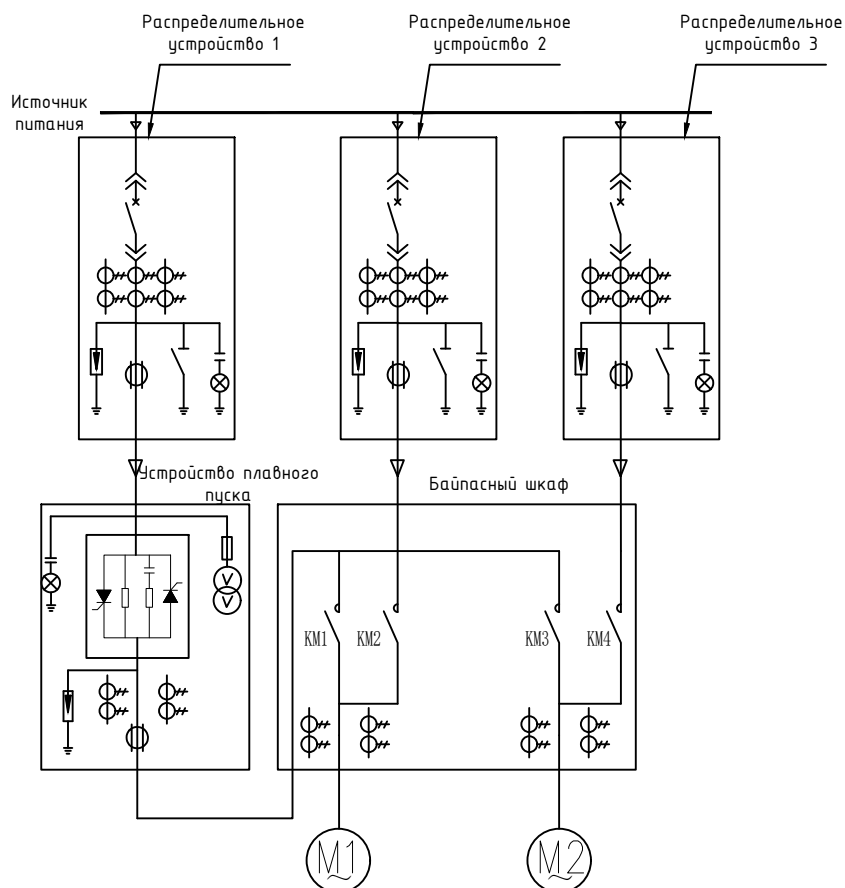 Распределительное
устройство 1
Распределительное
устройство 2
Распределительное
устройство 3
Источник
питания
Устройство плавного
пуска
Байпасный шкаф
V
V
KM1
KM2
KM3
KM4
M1
M2